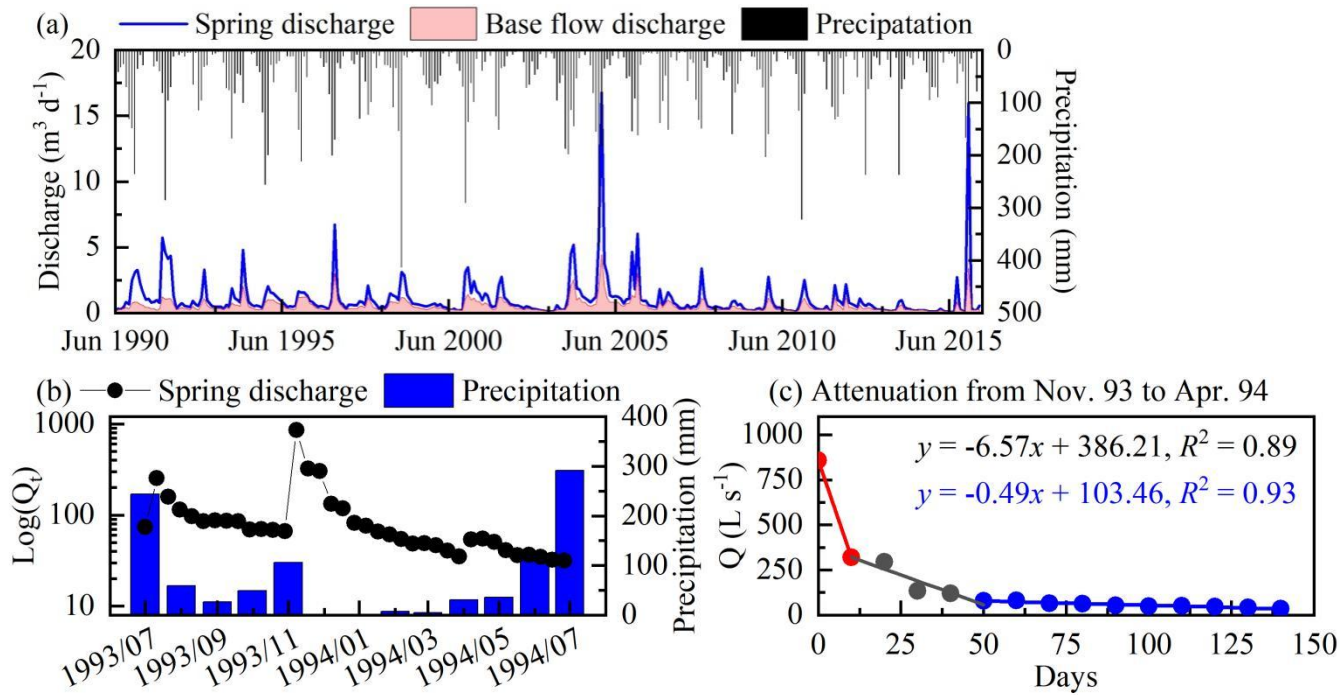 (a) Spring discharge Base flow discharge Precipatation
Discharge (m³ d⁻¹)
20
15
10
5
0
0
100
200
300
400
500
Precipitation (mm)
Jun 1990 Jun 1995 Jun 2000 Jun 2005 Jun 2010 Jun 2015
(b) Spring discharge Precipitation
Log(Qₜ)
1000
100
10
400
300
200
100
0
Precipitation (mm)
1993/07 1993/09 1993/11 1994/01 1994/03 1994/05 1994/07
(c) Attenuation from Nov. 93 to Apr. 94
y = -6.57x + 386.21, R² = 0.89
y = -0.49x + 103.46, R² = 0.93
Q (L s⁻¹)
1000
750
500
250
0
0 25 50 75 100 125 150
Days